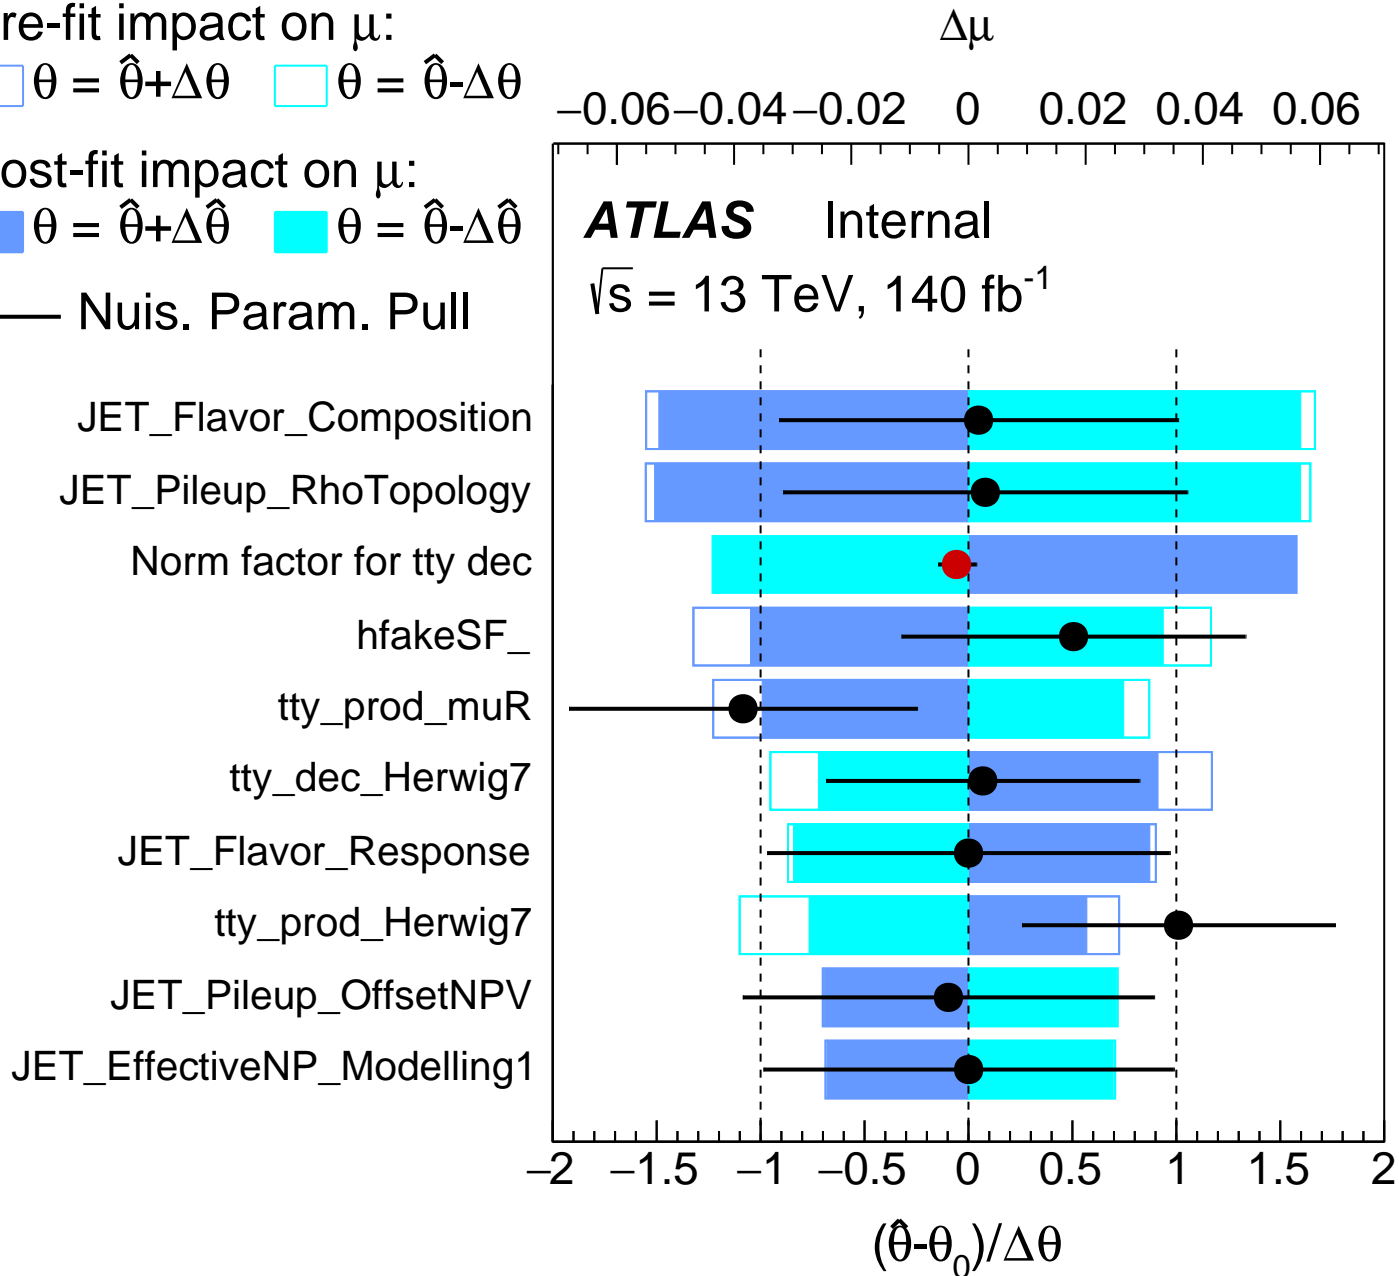 re-fit impact on μ:
θ = θ̂+Δθ θ = θ̂-Δθ
ost-fit impact on μ:
θ = θ̂+Δθ̂ θ = θ̂-Δθ̂
Nuis. Param. Pull
Δμ
−0.06 −0.04 −0.02 0 0.02 0.04 0.06
ATLAS Internal
√s = 13 TeV, 140 fb⁻¹
JET_Flavor_Composition
JET_Pileup_RhoTopology
Norm factor for tty dec
hfakeSF_
tty_prod_muR
tty_dec_Herwig7
JET_Flavor_Response
tty_prod_Herwig7
JET_Pileup_OffsetNPV
JET_EffectiveNP_Modelling1
−2 −1.5 −1 −0.5 0 0.5 1 1.5 2
(θ̂-θ₀)/Δθ